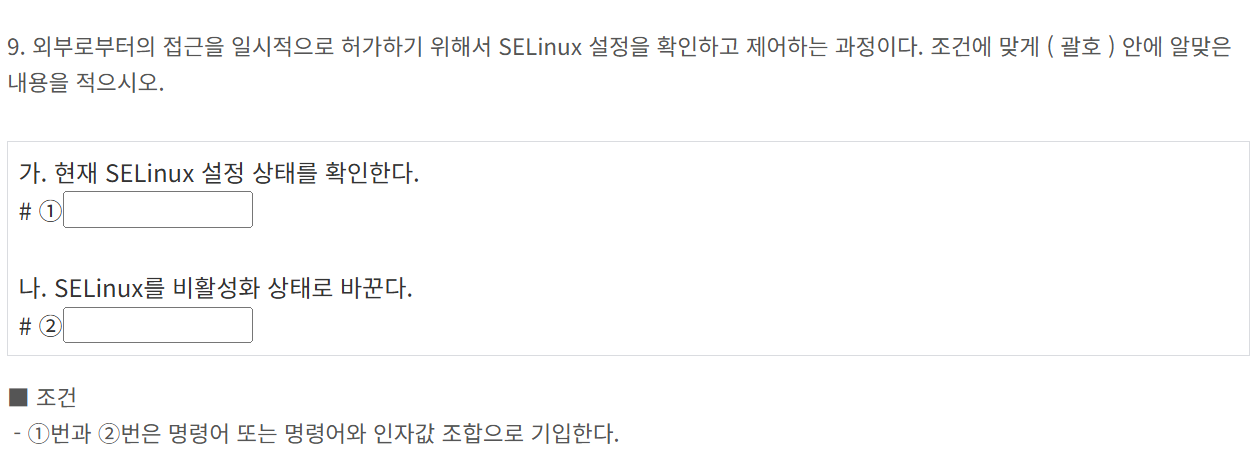 9. 외부로부터의 접근을 일시적으로 허가하기 위해서 SELinux 설정을 확인하고 제어하는 과정이다. 조건에 맞게 ( 괄호 ) 안에 알맞은
내용을 적으시오.
가. 현재 SELinux 설정 상태를 확인한다.
# ①
나. SELinux를 비활성화 상태로 바꾼다.
# ②
■ 조건
- ①번과 ②번은 명령어 또는 명령어와 인자값 조합으로 기입한다.